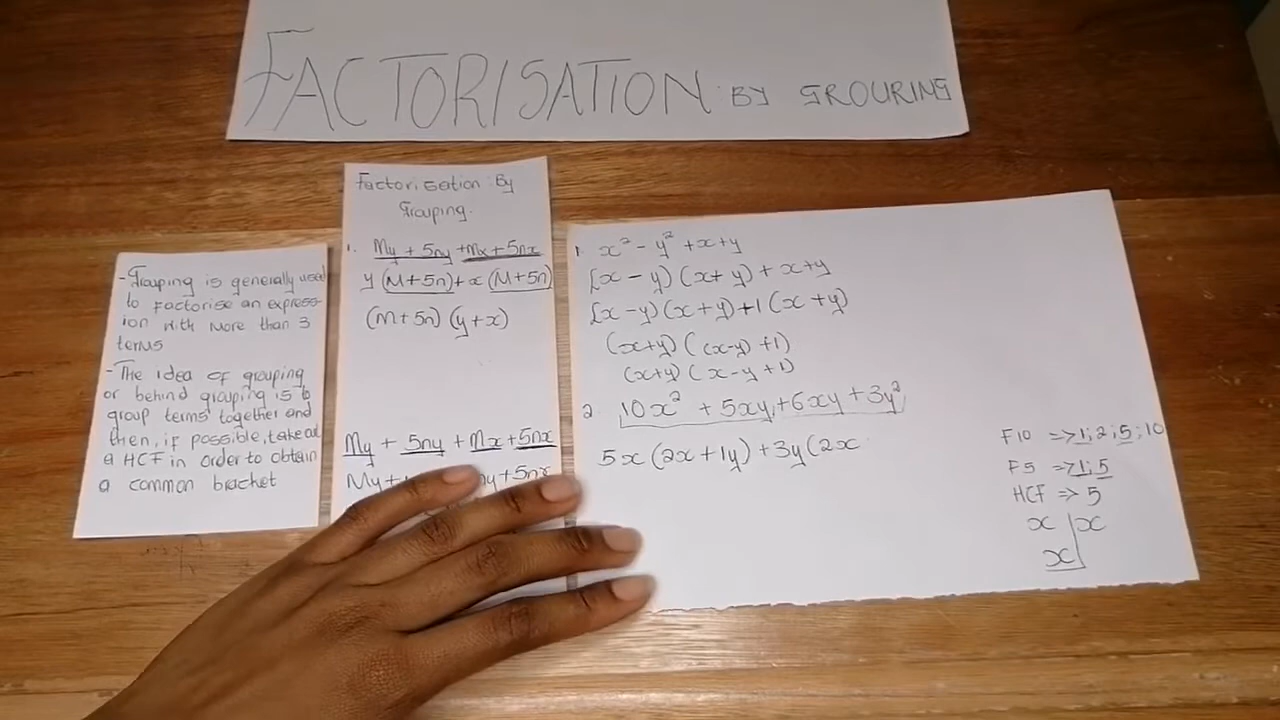 FACTORISATION BY GROURING
- Grouping is generally used
to factorise an express-
ion with more than 3
terms
- The idea of grouping
or behind grouping is to
group terms together and
then, if possible, take out
a HCF in order to obtain
a common bracket
Factorisation By
Grouping.
1. My + 5ny + Mx + 5nx
y (M+5n) + x (M+5n)
(M+5n) (y+x)
My + 5ny + Mx + 5nx
My + ny + 5nx
1. x² - y² + x + y
(x - y) (x + y) + x + y
(x - y) (x + y) + 1 (x + y)
(x+y) ((x-y) + 1)
(x+y) (x - y + 1)
2 10x² + 5xy + 6xy + 3y²
5x (2x + 1y) + 3y (2x
F10 => 1; 2; 5; 10
F5 => 1; 5
HCF => 5
x | x
x